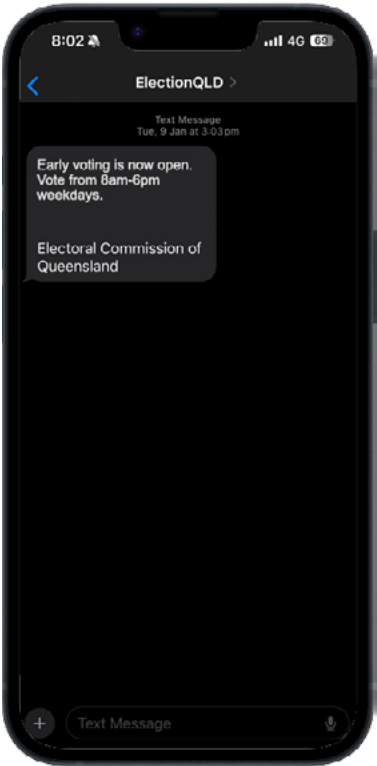 8:02
4G 69
ElectionQLD
Text Message
Tue, 9 Jan at 3:03 pm
Early voting is now open.
Vote from 8am-6pm
weekdays.
Electoral Commission of
Queensland
Text Message